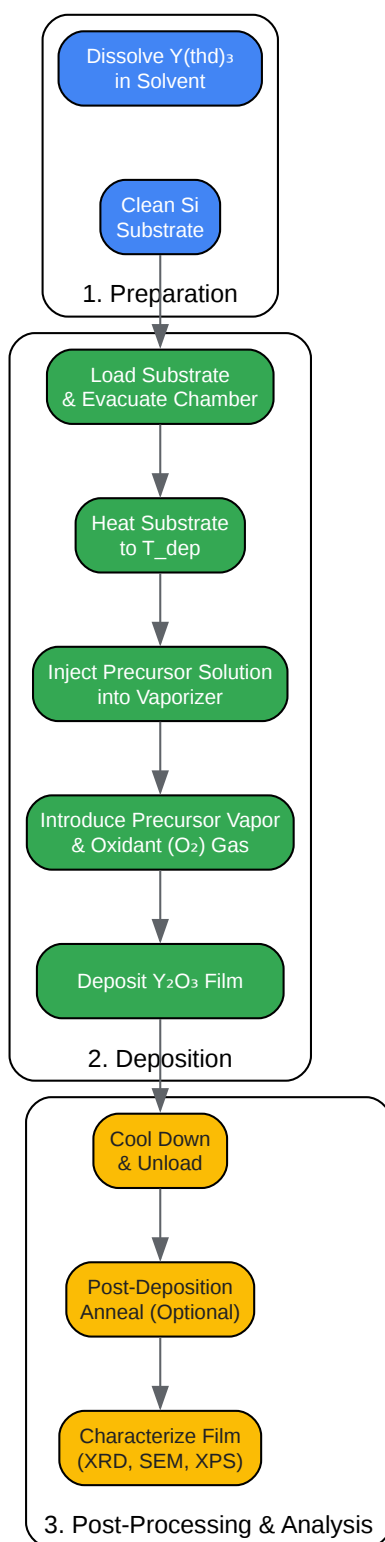 Dissolve Y(thd)₃
in Solvent
Clean Si
Substrate
1. Preparation
Load Substrate
& Evacuate Chamber
Heat Substrate
to T_dep
Inject Precursor Solution
into Vaporizer
Introduce Precursor Vapor
& Oxidant (O₂) Gas
Deposit Y₂O₃ Film
2. Deposition
Cool Down
& Unload
Post-Deposition
Anneal (Optional)
Characterize Film
(XRD, SEM, XPS)
3. Post-Processing & Analysis